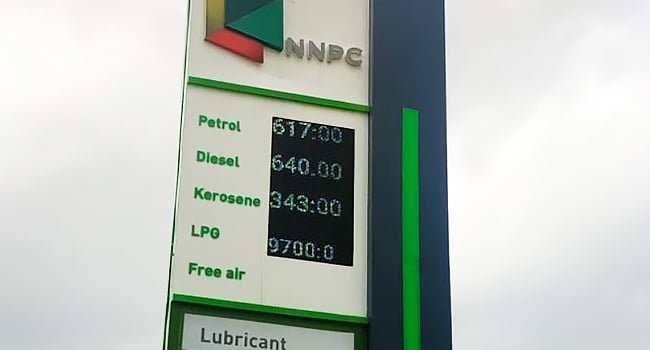 NNPC
Petrol 617:00
Diesel 640.00
Kerosene 343:00
LPG 9700:0
Free air
Lubricant